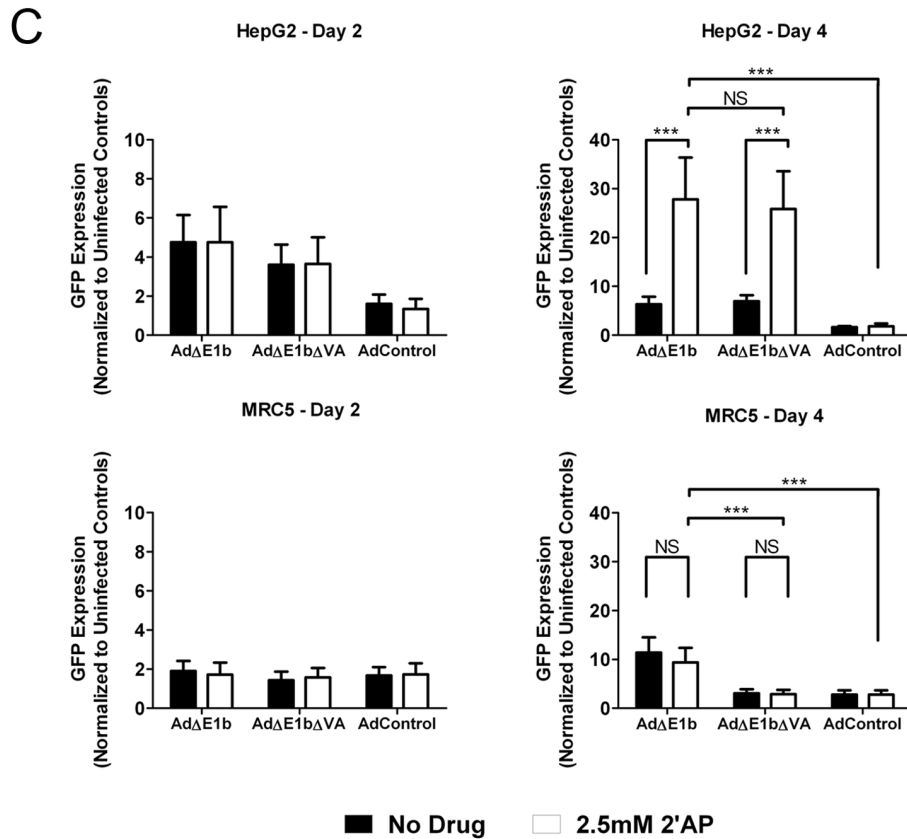 C
HepG2 - Day 2
GFP Expression
(Normalized to Uninfected Controls)
10
8
6
4
2
0
AdΔE1b
AdΔE1bΔVA
AdControl
HepG2 - Day 4
GFP Expression
(Normalized to Uninfected Controls)
40
30
20
10
0
***
NS
***
***
AdΔE1b
AdΔE1bΔVA
AdControl
MRC5 - Day 2
GFP Expression
(Normalized to Uninfected Controls)
10
8
6
4
2
0
AdΔE1b
AdΔE1bΔVA
AdControl
MRC5 - Day 4
GFP Expression
(Normalized to Uninfected Controls)
40
30
20
10
0
***
***
NS
NS
AdΔE1b
AdΔE1bΔVA
AdControl
No Drug
2.5mM 2'AP